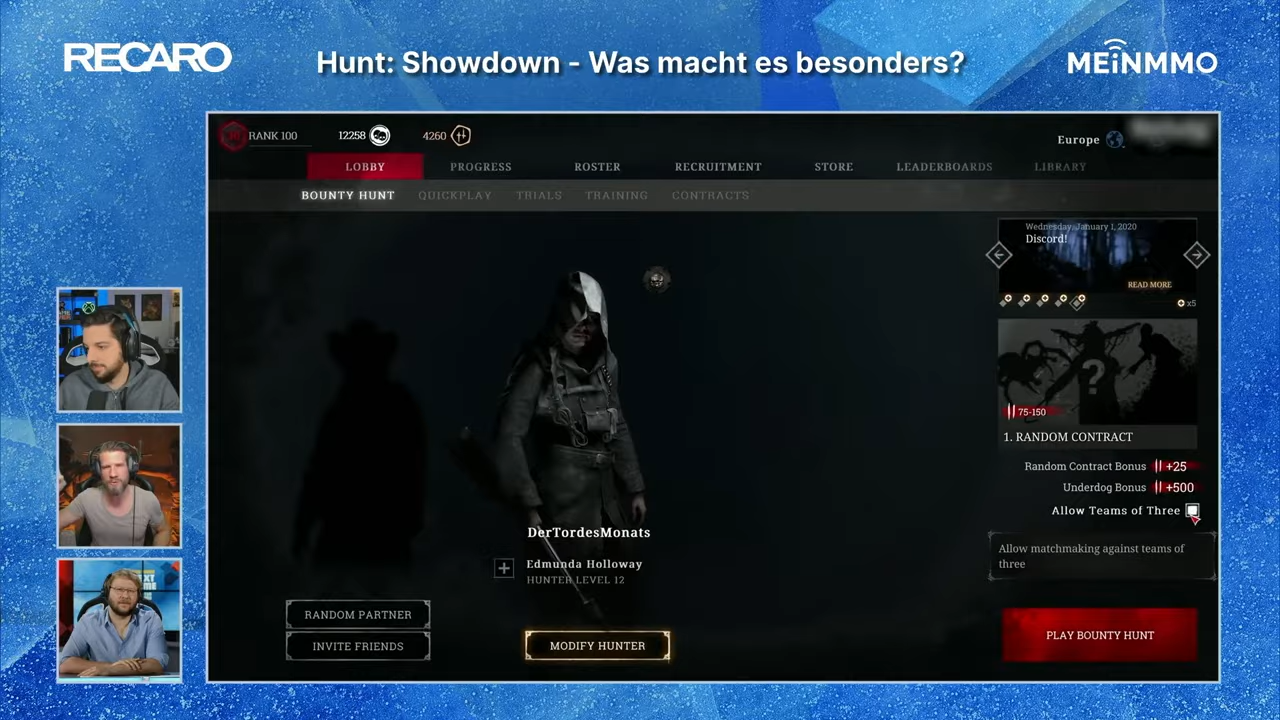 RECARO
Hunt: Showdown - Was macht es besonders?
MEiNMMO
RANK 100
12258
4260
Europe
LOBBY
PROGRESS
ROSTER
RECRUITMENT
STORE
LEADERBOARDS
LIBRARY
BOUNTY HUNT
QUICKPLAY
TRIALS
TRAINING
CONTRACTS
Wednesday, January 1, 2020
Discord!
READ MORE
x5
?
75-150
1. RANDOM CONTRACT
Random Contract Bonus +25
Underdog Bonus +500
Allow Teams of Three
Allow matchmaking against teams of
three
DerTordesMonats
Edmunda Holloway
HUNTER LEVEL 12
RANDOM PARTNER
INVITE FRIENDS
MODIFY HUNTER
PLAY BOUNTY HUNT